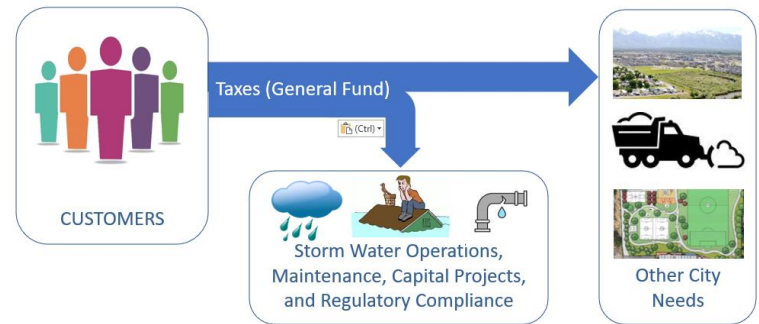 Taxes (General Fund)
(Ctrl)
CUSTOMERS
Storm Water Operations,
Maintenance, Capital Projects,
and Regulatory Compliance
Other City
Needs